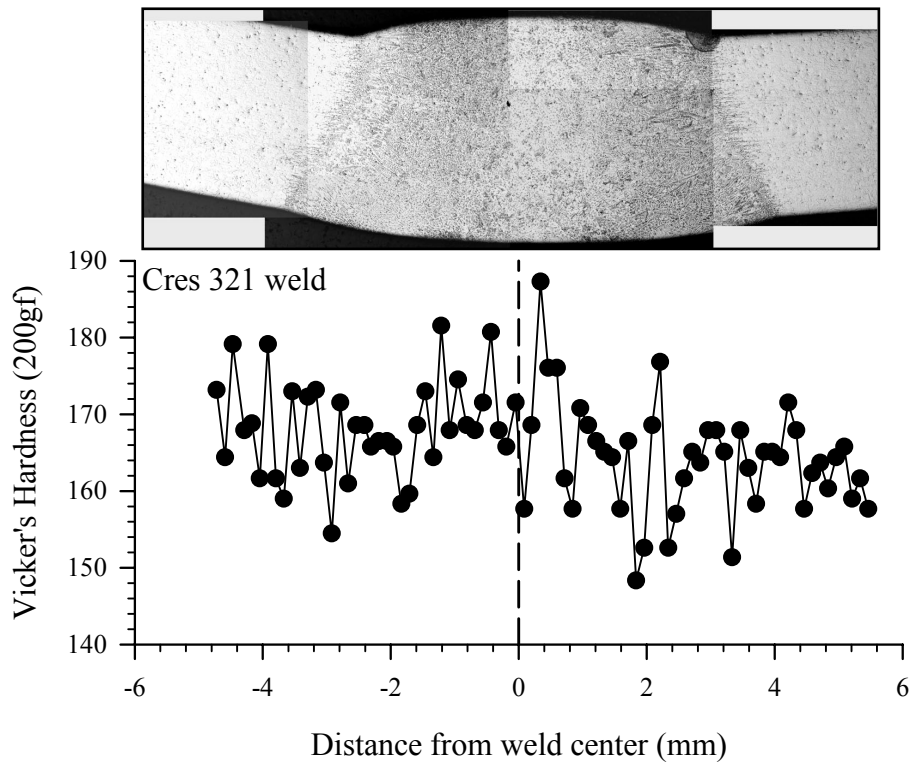 Cres 321 weld
190
180
170
160
150
140
Vicker's Hardness (200gf)
-6 -4 -2 0 2 4 6
Distance from weld center (mm)